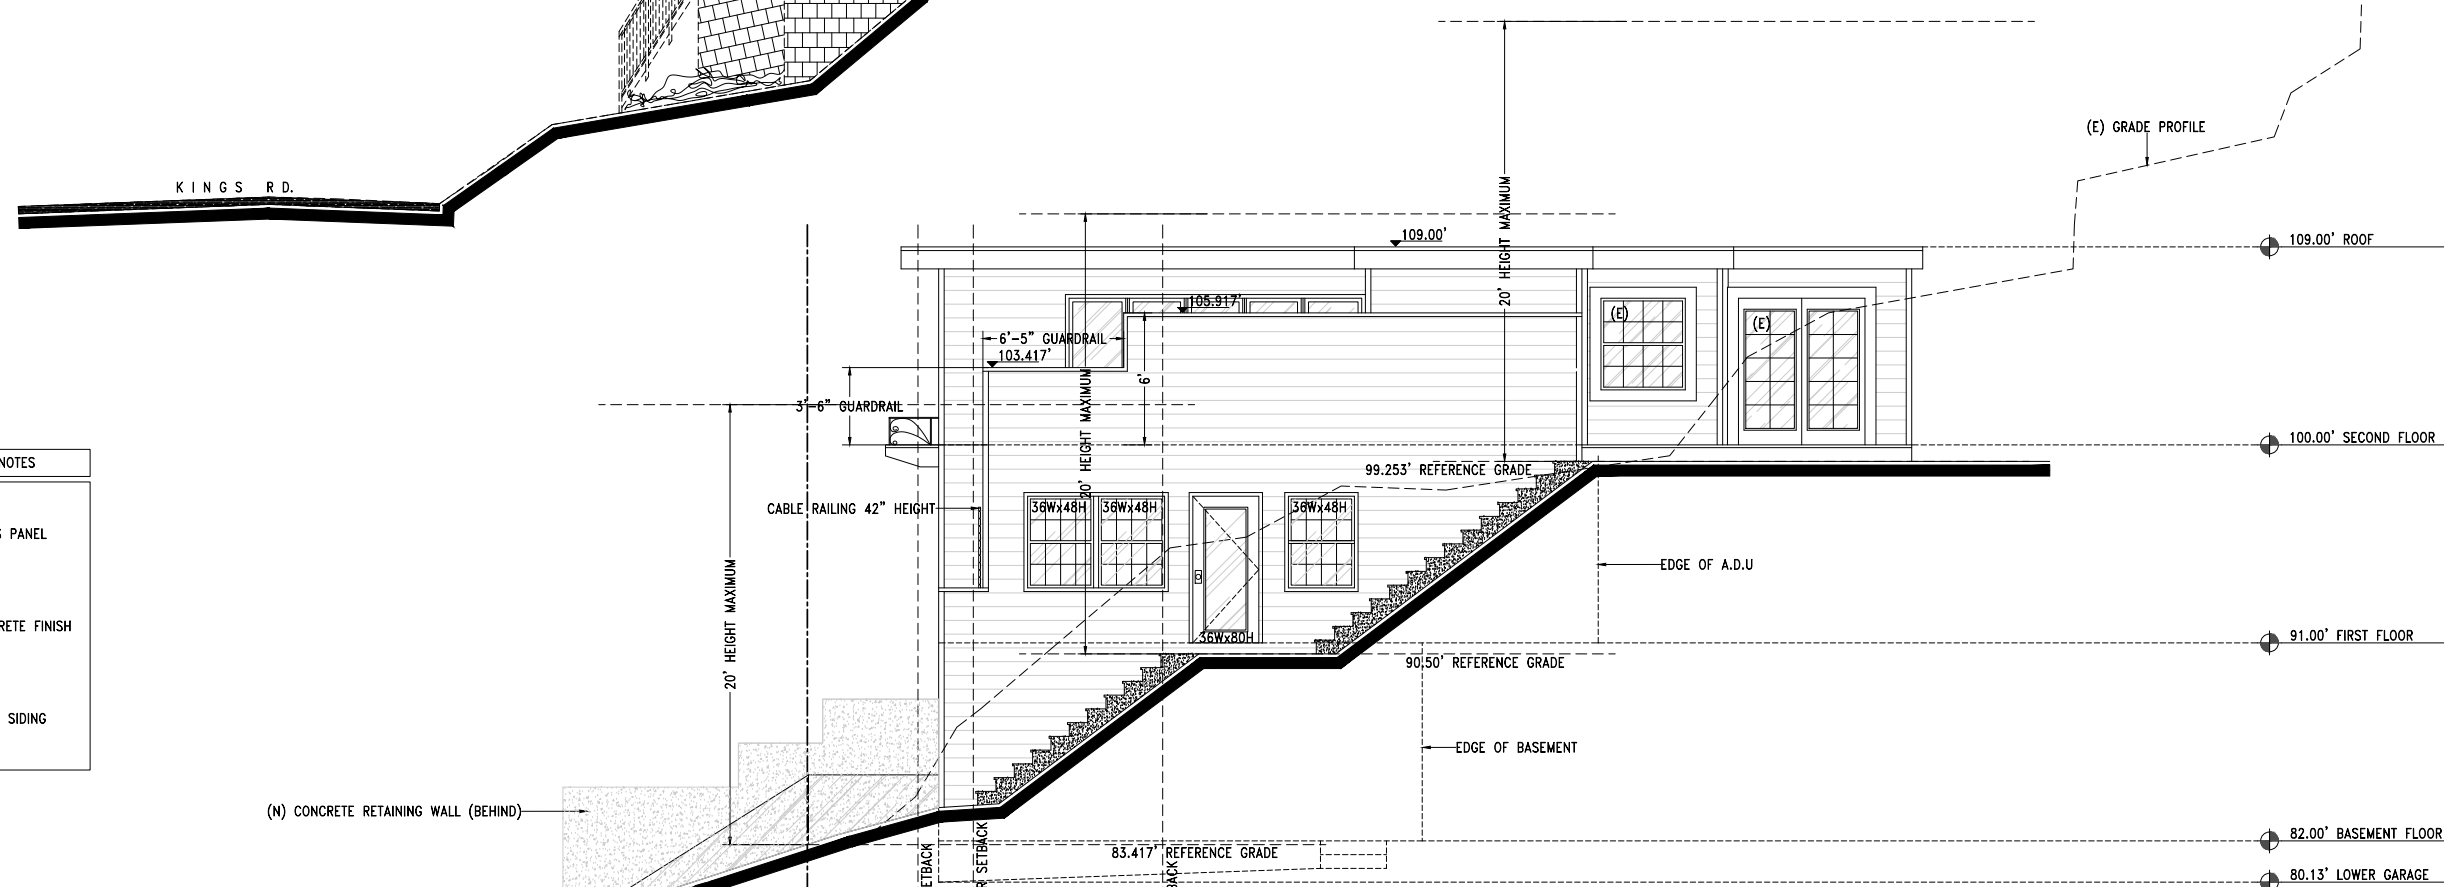 (E) GRADE PROFILE
KINGS RD.
20' HEIGHT MAXIMUM
109.00'
109.00' ROOF
105.917'
(E)
(E)
6'-5" GUARDRAIL
103.417'
6'
3'-6" GUARDRAIL
20' HEIGHT MAXIMUM
100.00' SECOND FLOOR
NOTES
99.253' REFERENCE GRADE
CABLE RAILING 42" HEIGHT
36Wx48H
36Wx48H
36Wx48H
PANEL
EDGE OF A.D.U
20' HEIGHT MAXIMUM
RETE FINISH
36Wx80H
91.00' FIRST FLOOR
90.50' REFERENCE GRADE
SIDING
EDGE OF BASEMENT
(N) CONCRETE RETAINING WALL (BEHIND)
82.00' BASEMENT FLOOR
83.417' REFERENCE GRADE
ETBACK
R SETBACK
BACK
80.13' LOWER GARAGE